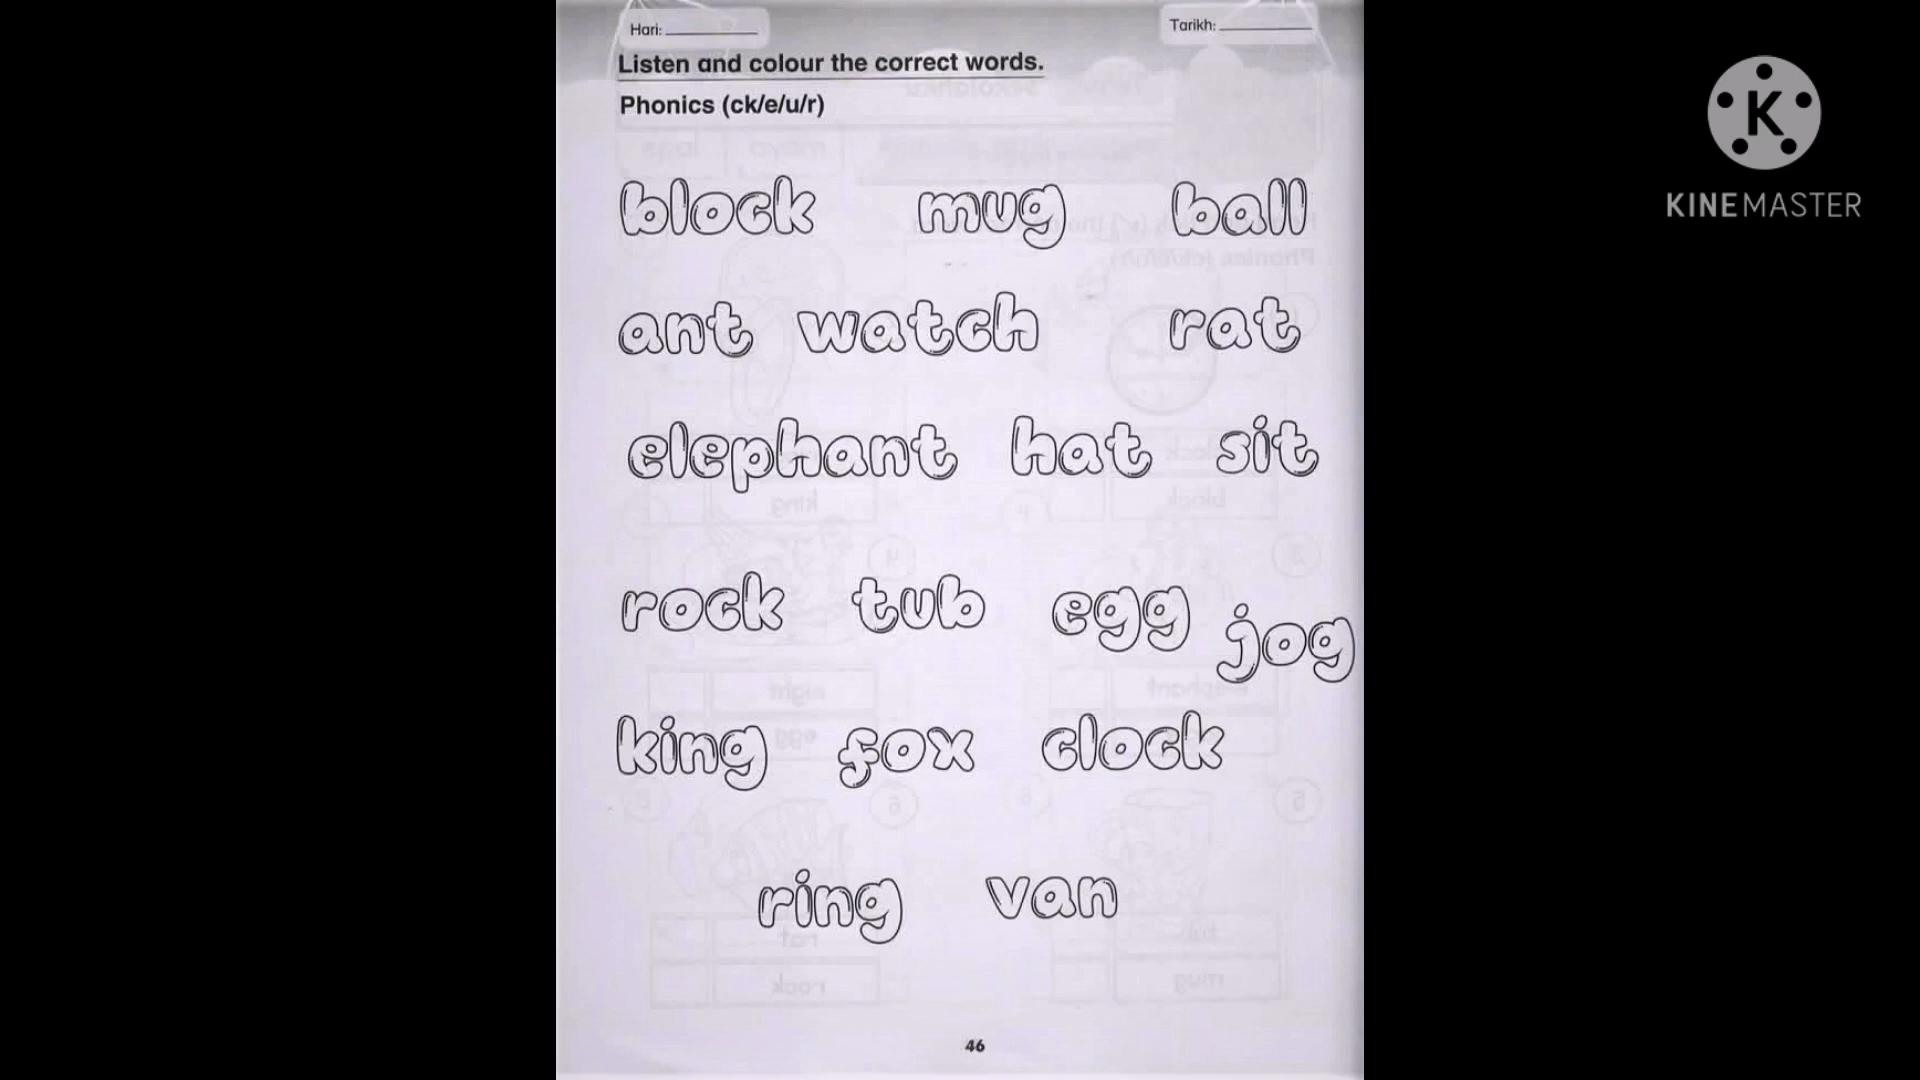 Hari:
Tarikh:
Listen and colour the correct words.
Phonics (ck/e/u/r)
block mug ball
ant watch rat
elephant hat sit
rock tub egg jog
king fox clock
ring van
46
K
KINEMASTER